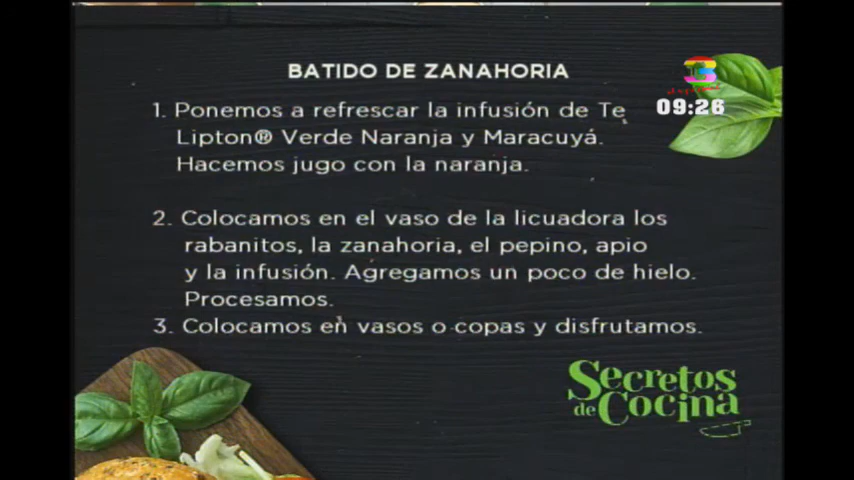 BATIDO DE ZANAHORIA
1. Ponemos a refrescar la infusión de Te
Lipton® Verde Naranja y Maracuyá.
Hacemos jugo con la naranja.
09:26
2. Colocamos en el vaso de la licuadora los
rabanitos, la zanahoria, el pepino, apio
y la infusión. Agregamos un poco de hielo.
Procesamos.
3. Colocamos en vasos o copas y disfrutamos.
Secretos
de Cocina